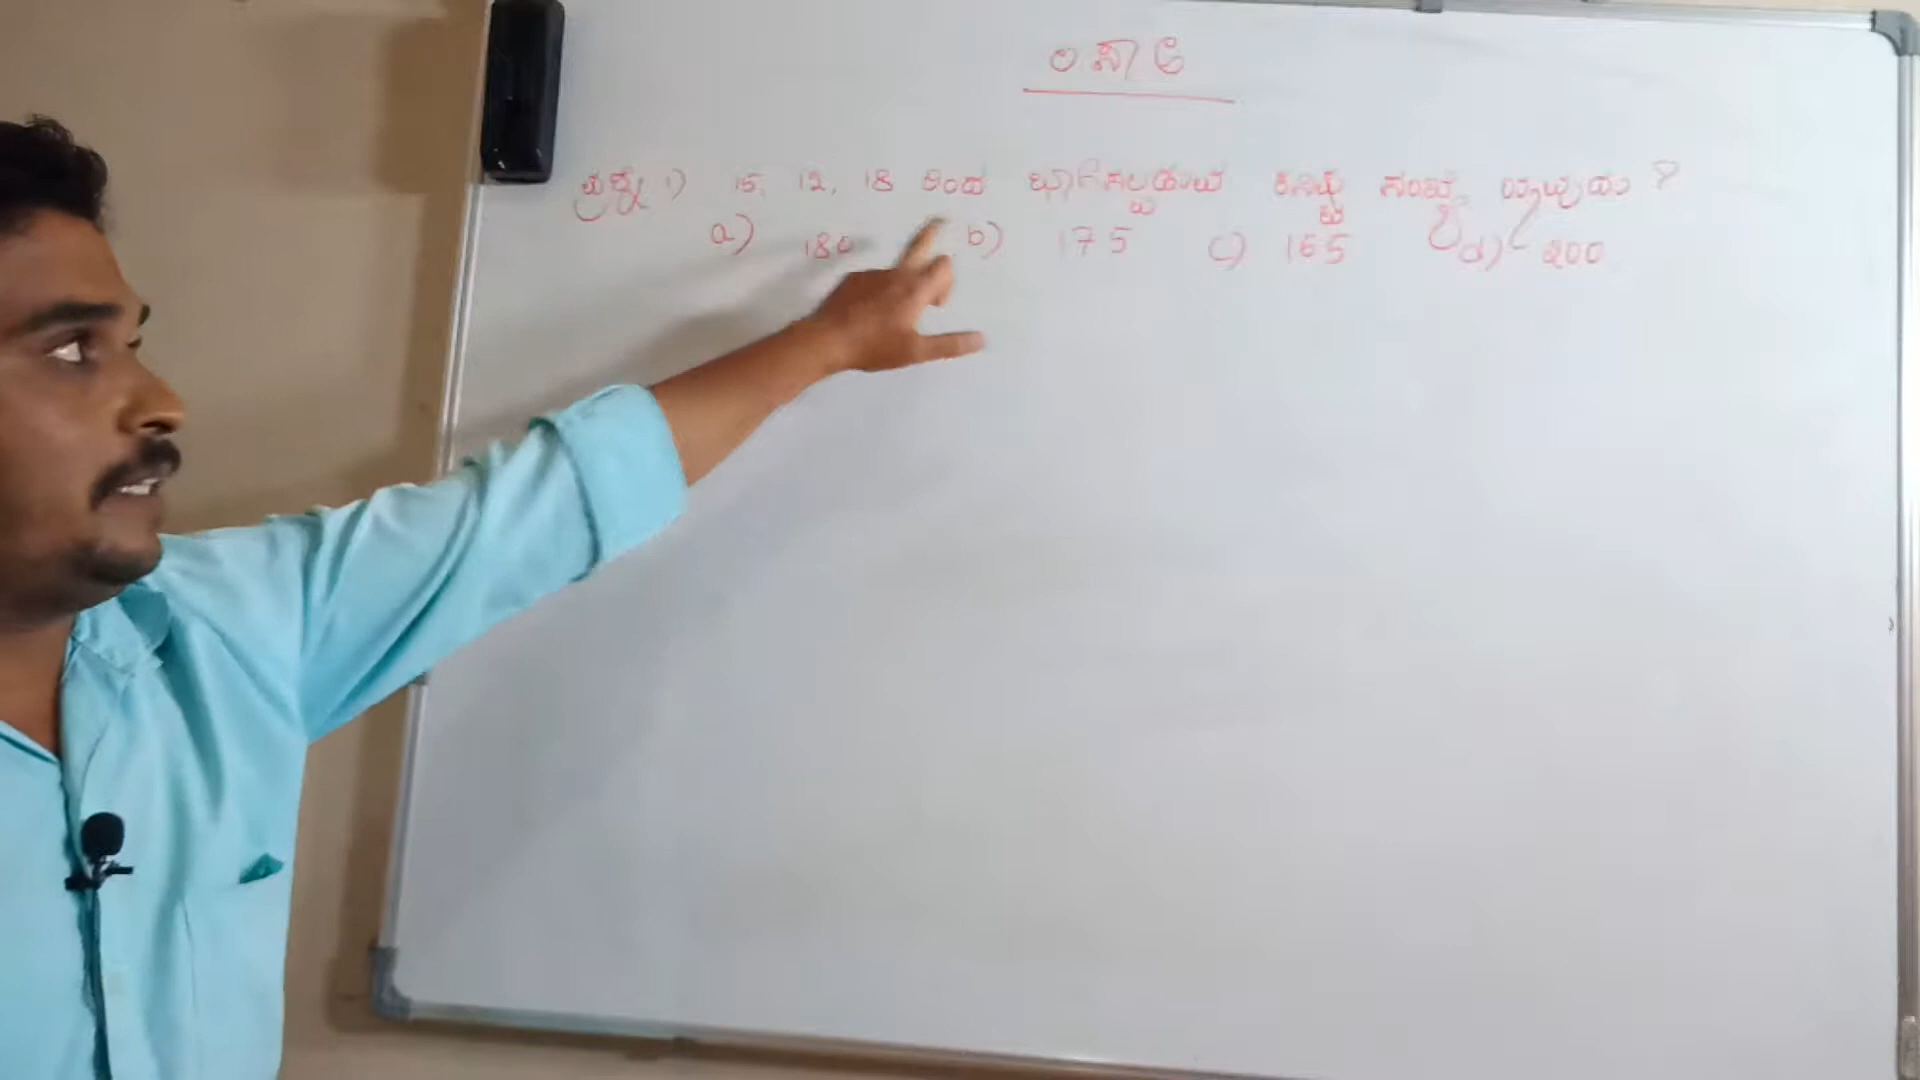 ಲ ಸಾ ಅ
ಪ್ರಶ್ನೆ 1) 15, 12, 18 ರಿಂದ ಭಾಗಿಸಲ್ಪಡುವ ಕನಿಷ್ಟ ಸಂಖ್ಯೆ ಯಾವುದು ?
a) 180 b) 175 c) 165 d) 200